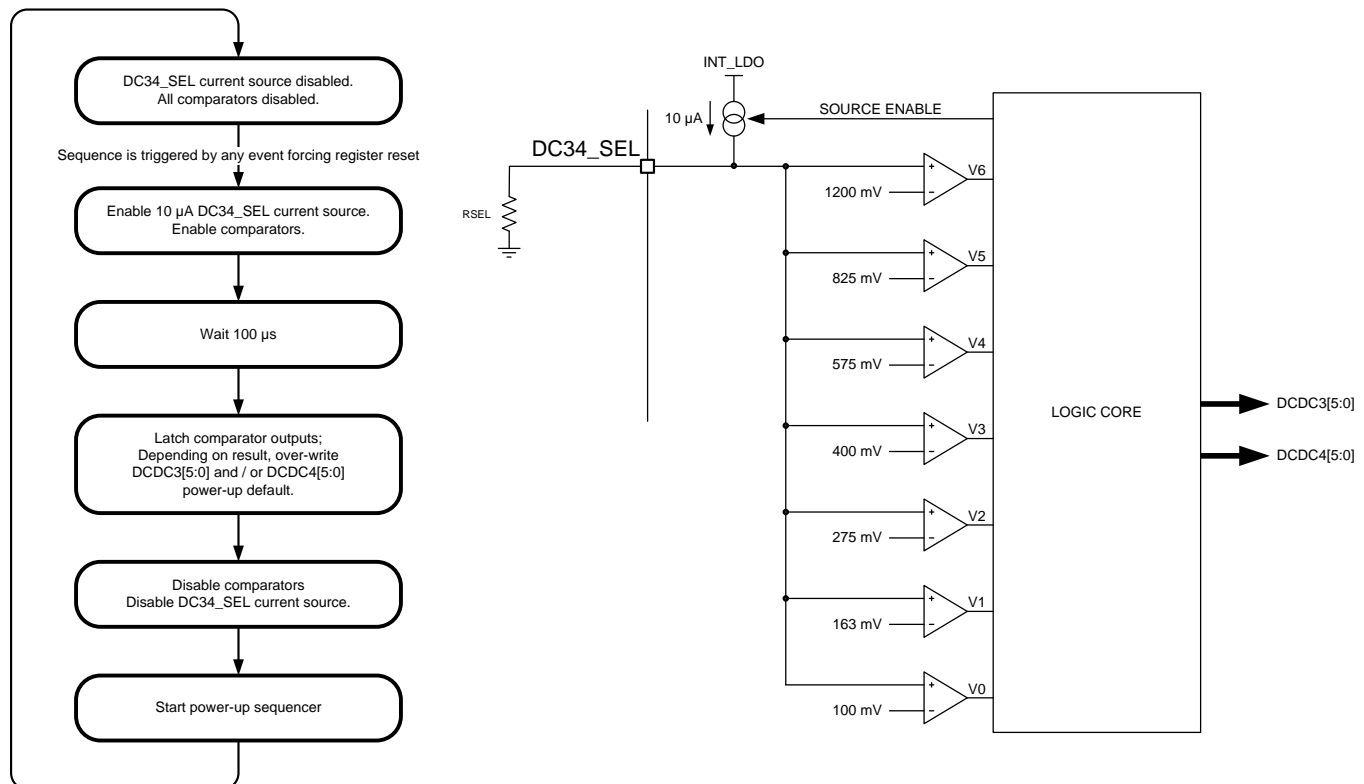 DC34_SEL current source disabled.
All comparators disabled.
Sequence is triggered by any event forcing register reset
Enable 10 µA DC34_SEL current source.
Enable comparators.
Wait 100 µs
Latch comparator outputs;
Depending on result, over-write
DCDC3[5:0] and / or DCDC4[5:0]
power-up default.
Disable comparators
Disable DC34_SEL current source.
Start power-up sequencer
INT_LDO
10 µA
SOURCE ENABLE
DC34_SEL
RSEL
+
−
1200 mV
V6
+
−
825 mV
V5
+
−
575 mV
V4
+
−
400 mV
V3
+
−
275 mV
V2
+
−
163 mV
V1
+
−
100 mV
V0
LOGIC CORE
DCDC3[5:0]
DCDC4[5:0]